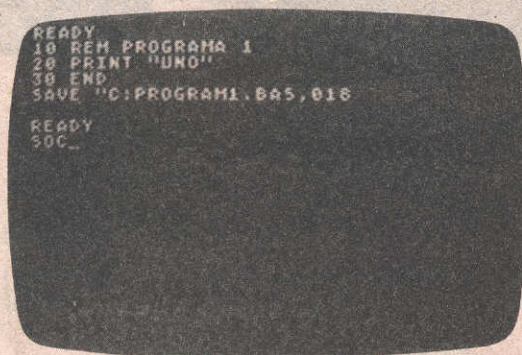 READY
10 REM PROGRAMA 1
20 PRINT "UNO"
30 END
SAVE "C:PROGRAM1.BAS,018
READY
SOC_